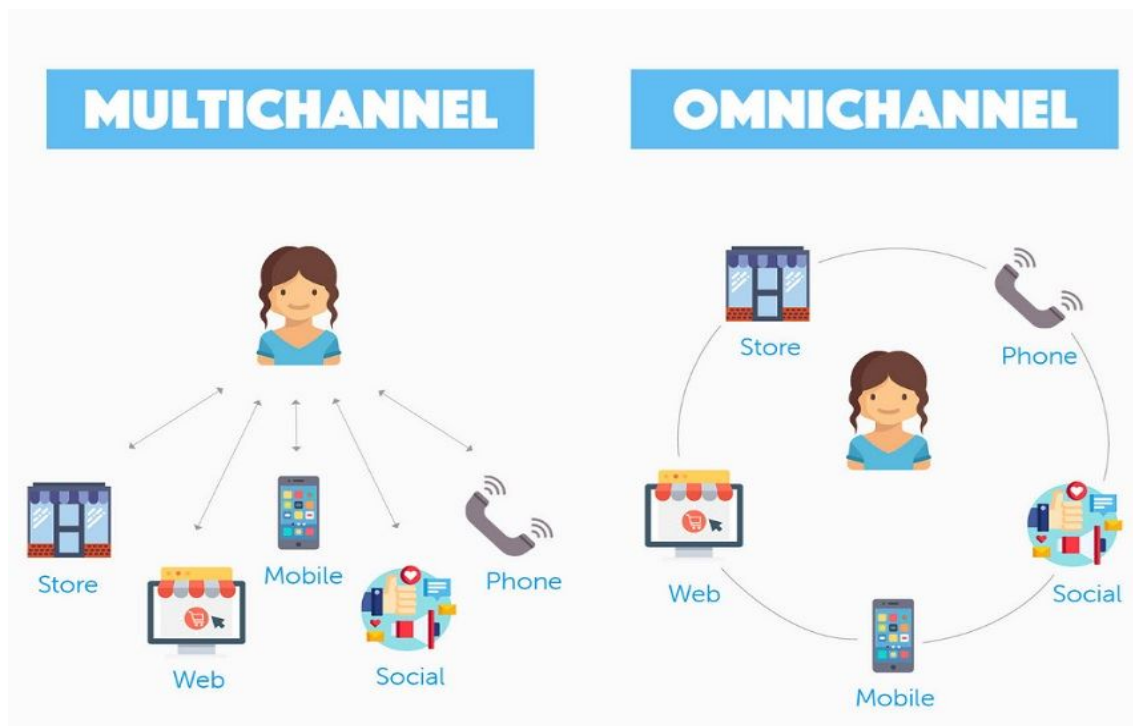 MULTICHANNEL
Store
Web
Mobile
Social
Phone
OMNICHANNEL
Store
Phone
Web
Social
Mobile